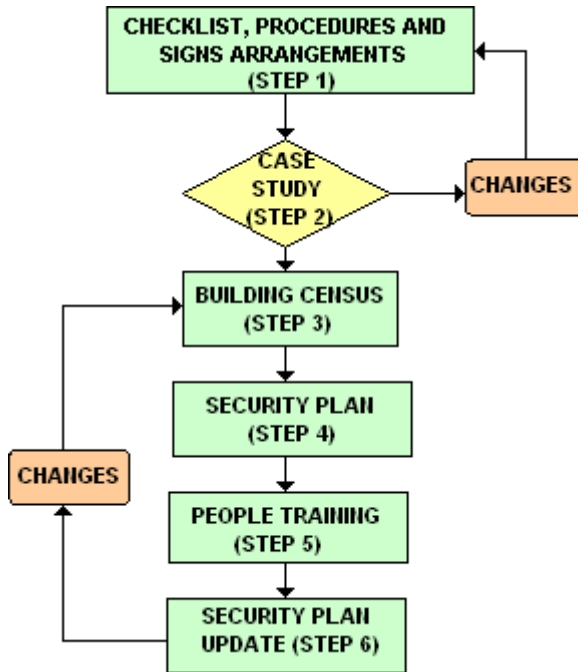 CHECKLIST, PROCEDURES AND
SIGNS ARRANGEMENTS
(STEP 1)
CASE
STUDY
(STEP 2)
CHANGES
BUILDING CENSUS
(STEP 3)
SECURITY PLAN
(STEP 4)
CHANGES
PEOPLE TRAINING
(STEP 5)
SECURITY PLAN
UPDATE (STEP 6)